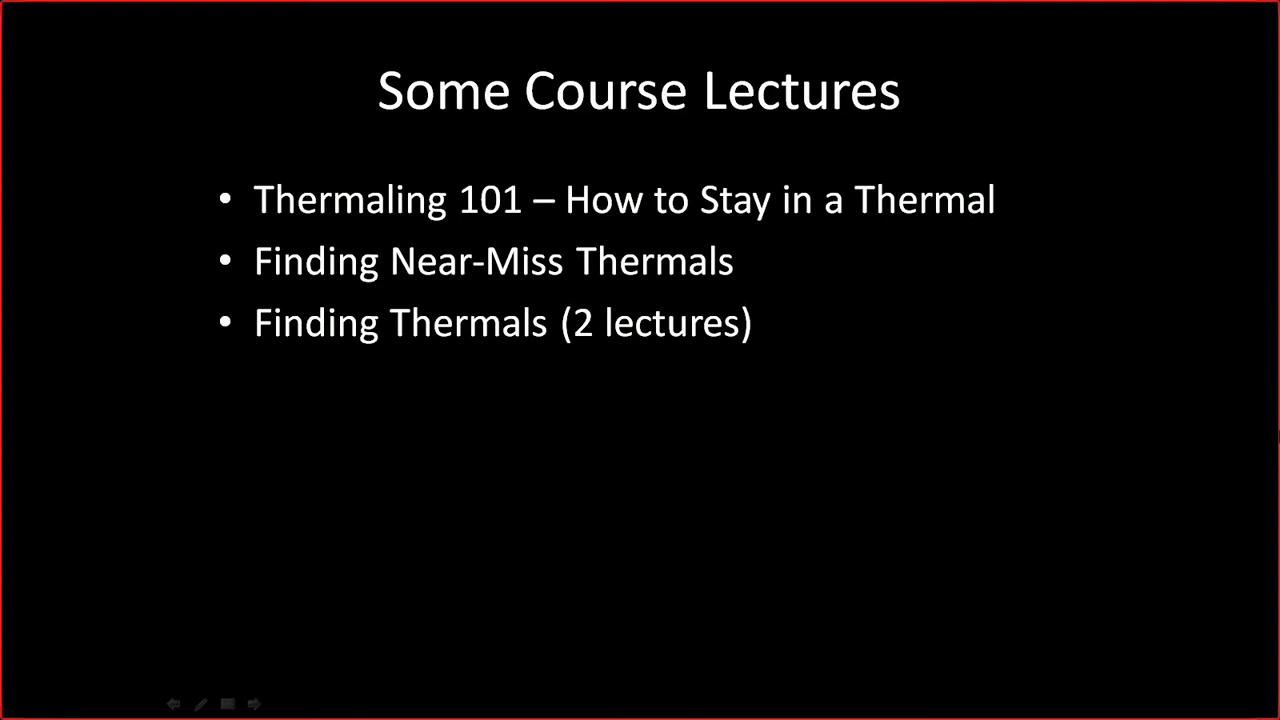 Some Course Lectures
• Thermaling 101 – How to Stay in a Thermal
• Finding Near-Miss Thermals
• Finding Thermals (2 lectures)